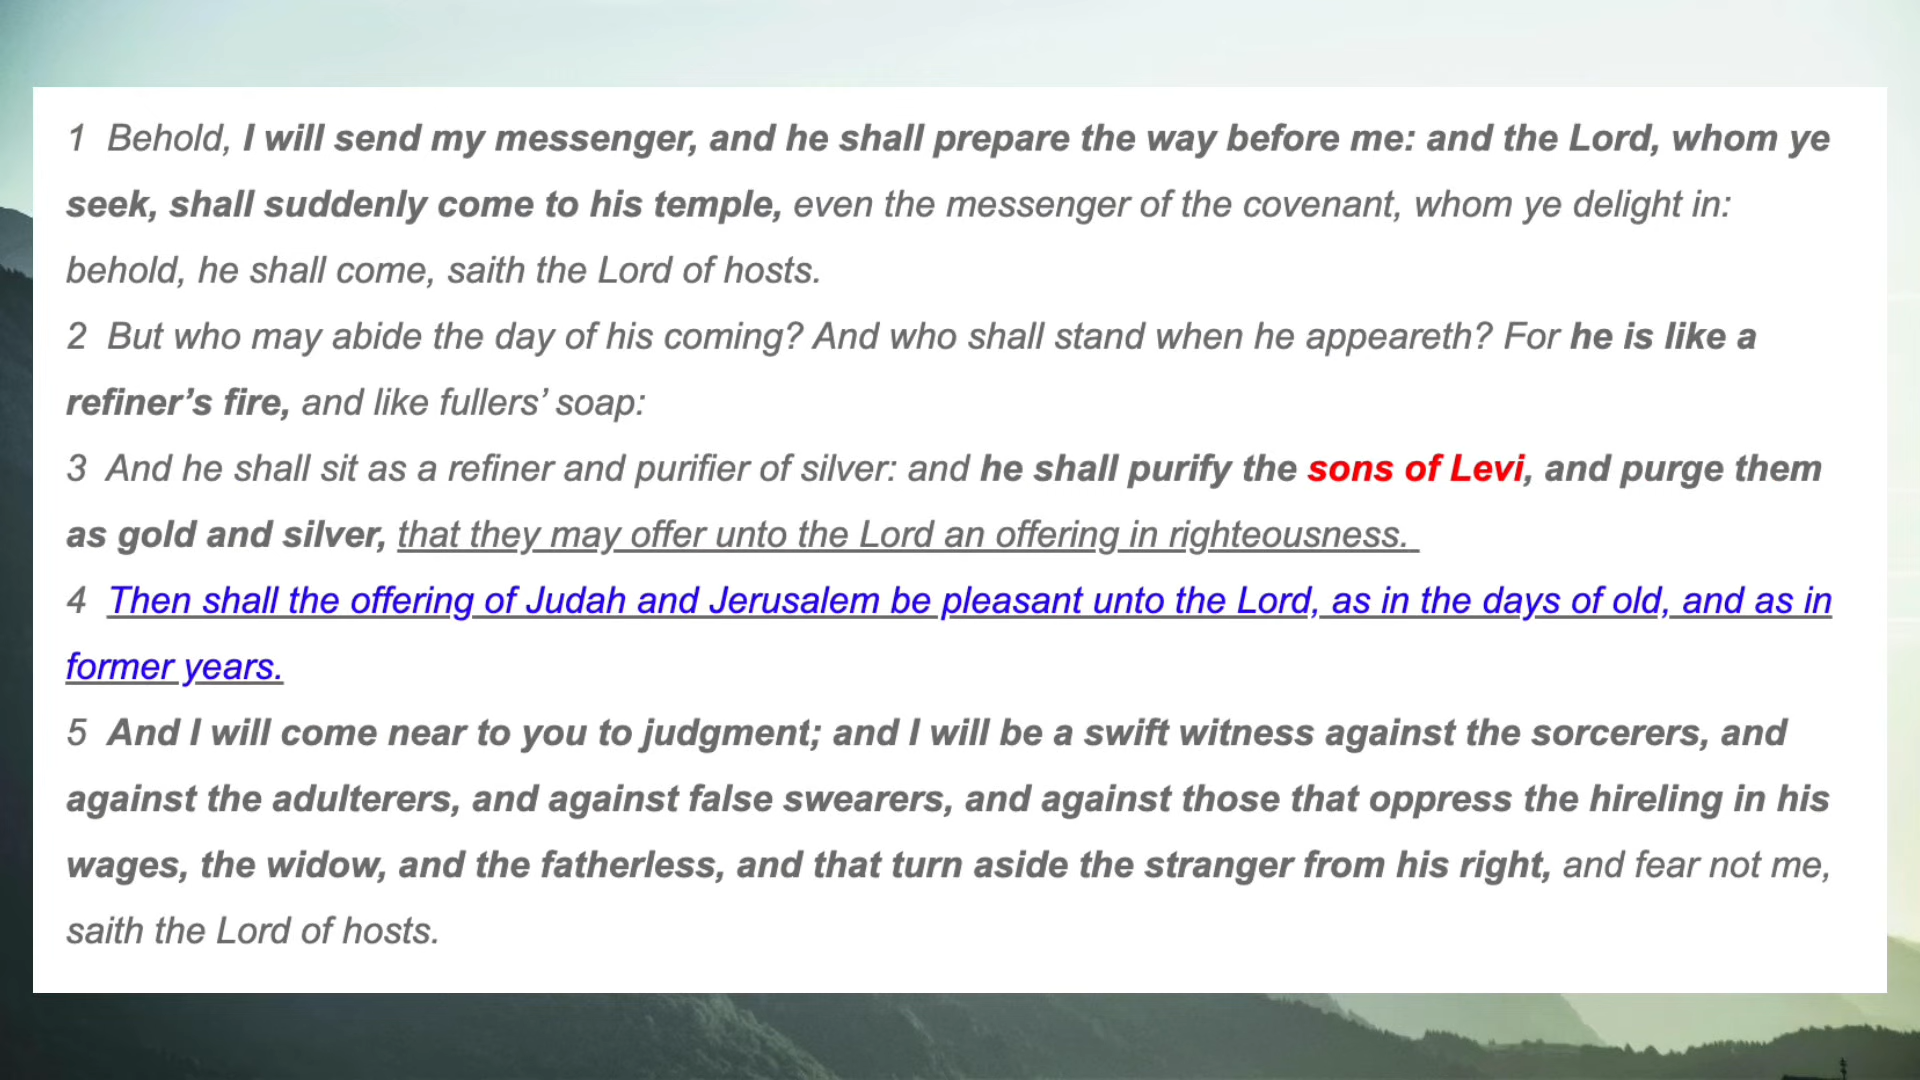 1 Behold, I will send my messenger, and he shall prepare the way before me: and the Lord, whom ye
seek, shall suddenly come to his temple, even the messenger of the covenant, whom ye delight in:
behold, he shall come, saith the Lord of hosts.
2 But who may abide the day of his coming? And who shall stand when he appeareth? For he is like a
refiner’s fire, and like fullers’ soap:
3 And he shall sit as a refiner and purifier of silver: and he shall purify the sons of Levi, and purge them
as gold and silver, that they may offer unto the Lord an offering in righteousness.
4 Then shall the offering of Judah and Jerusalem be pleasant unto the Lord, as in the days of old, and as in
former years.
5 And I will come near to you to judgment; and I will be a swift witness against the sorcerers, and
against the adulterers, and against false swearers, and against those that oppress the hireling in his
wages, the widow, and the fatherless, and that turn aside the stranger from his right, and fear not me,
saith the Lord of hosts.